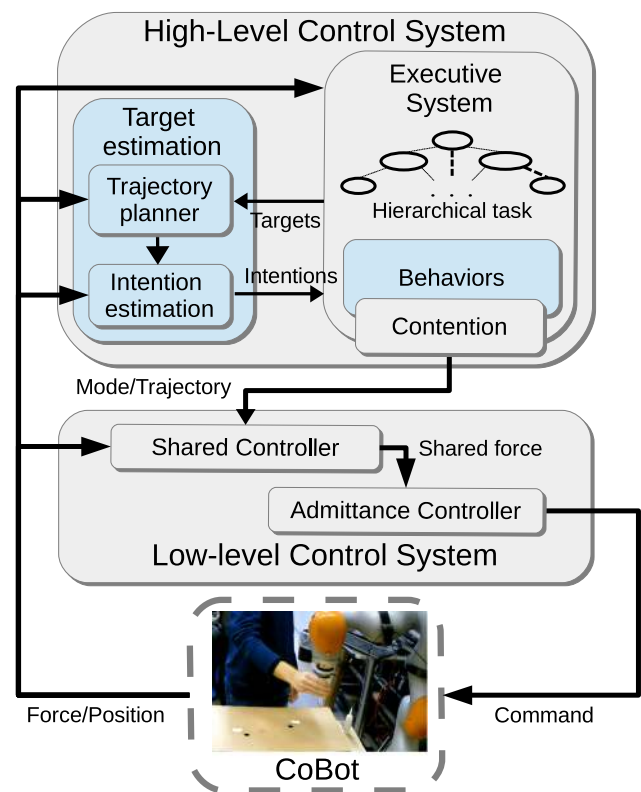 High-Level Control System
Executive
System
Target
estimation
Trajectory
planner
Targets
. . .
Hierarchical task
Intention
estimation
Intentions
Behaviors
Contention
Mode/Trajectory
Shared Controller
Shared force
Admittance Controller
Low-level Control System
Force/Position
Command
CoBot